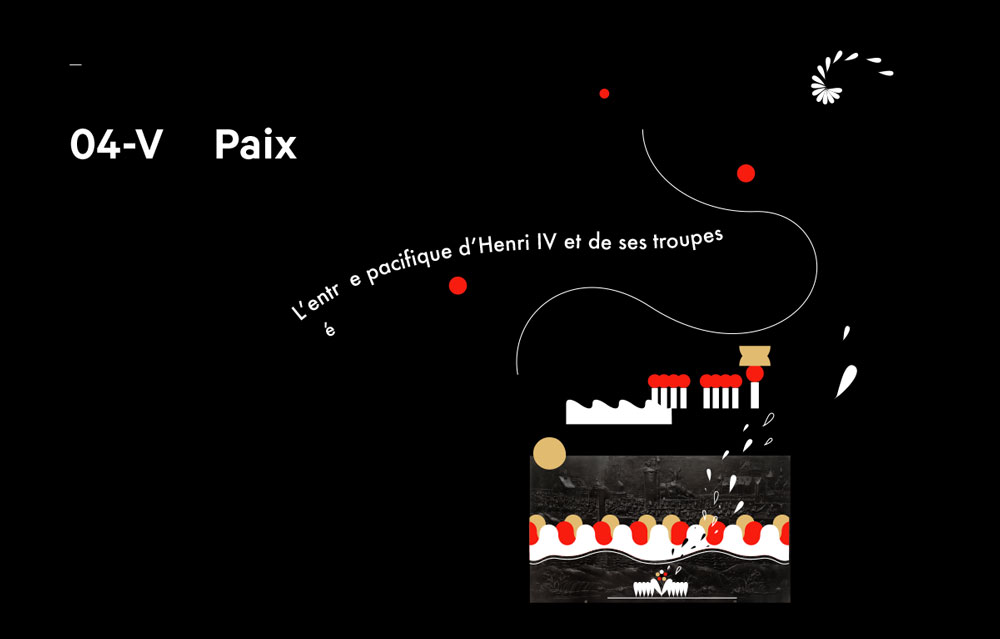 04-V Paix
L'entr e pacifique d'Henri IV et de ses troupes
é